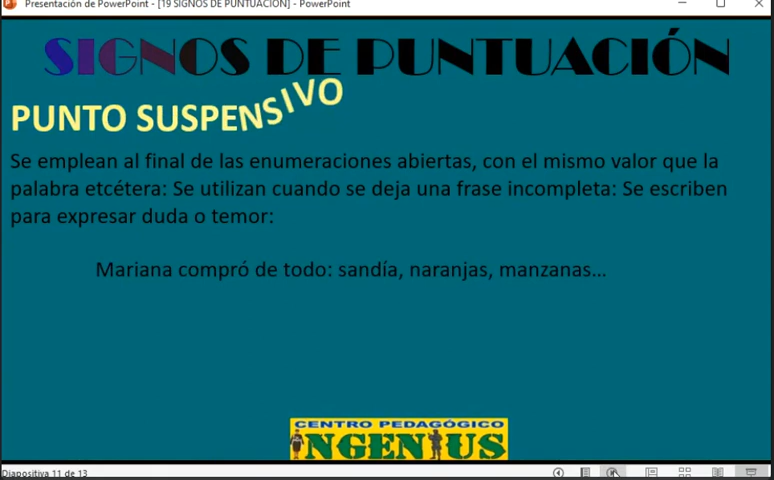 Presentación de PowerPoint - [19 SIGNOS DE PUNTUACIÓN] - PowerPoint
SIGNOS DE PUNTUACIÓN
PUNTO SUSPENSIVO
Se emplean al final de las enumeraciones abiertas, con el mismo valor que la
palabra etcétera: Se utilizan cuando se deja una frase incompleta: Se escriben
para expresar duda o temor:
Mariana compró de todo: sandía, naranjas, manzanas...
CENTRO PEDAGÓGICO
INGENIUS
Diapositiva 11 de 13